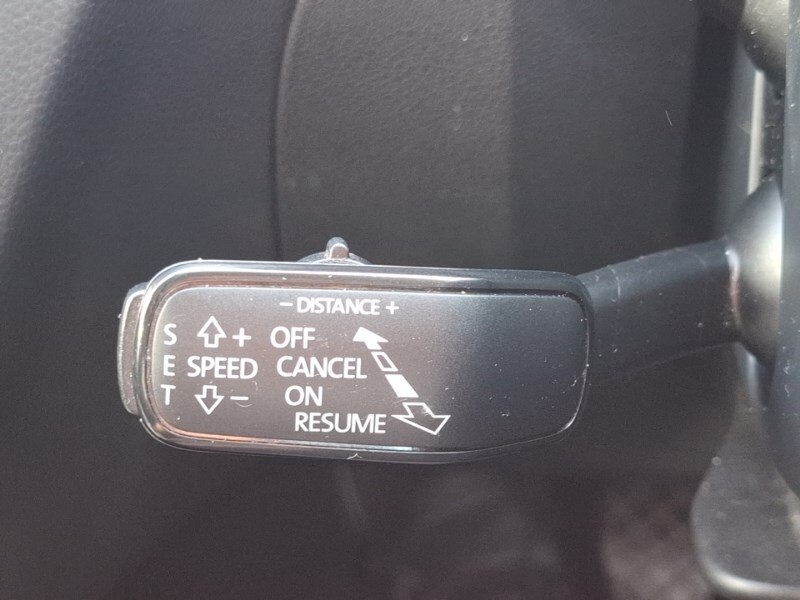 - DISTANCE +
S + OFF
E SPEED CANCEL
T - ON
RESUME